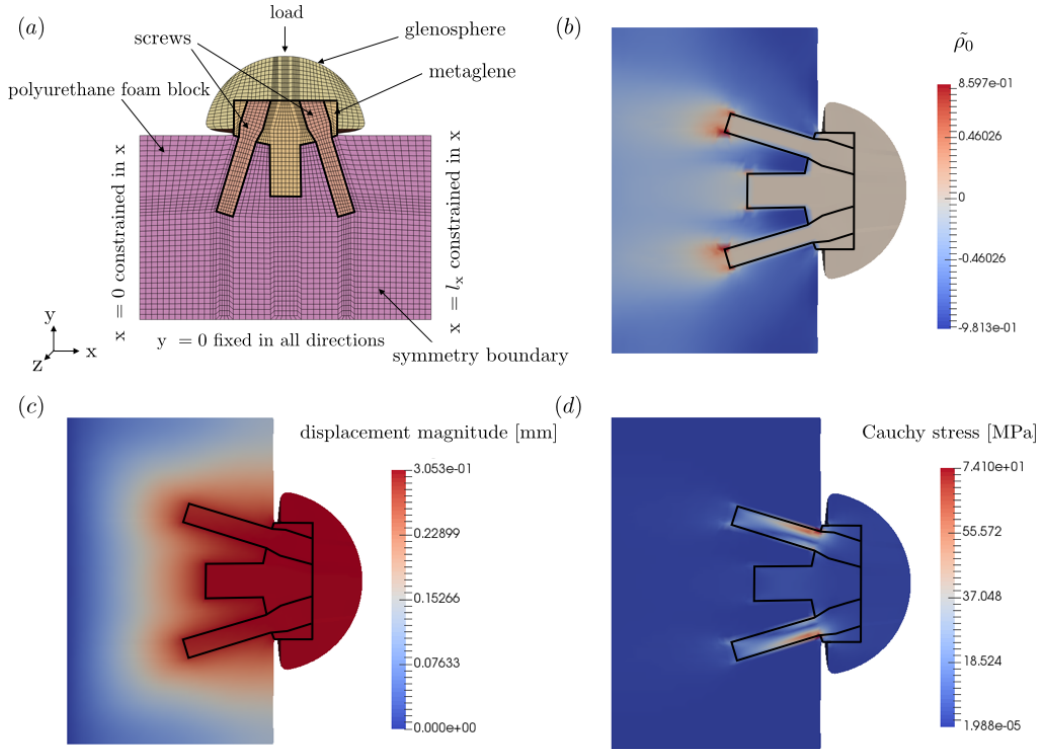 (a)
load
screws
glenosphere
metaglene
polyurethane foam block
x = 0 constrained in x
x = lₓ constrained in x
y = 0 fixed in all directions
symmetry boundary
y
z
x
(b)
ρ̃₀
8.597e-01
0.46026
0
-0.46026
-9.813e-01
(c)
displacement magnitude [mm]
3.053e-01
0.22899
0.15266
0.07633
0.000e+00
(d)
Cauchy stress [MPa]
7.410e+01
55.572
37.048
18.524
1.988e-05